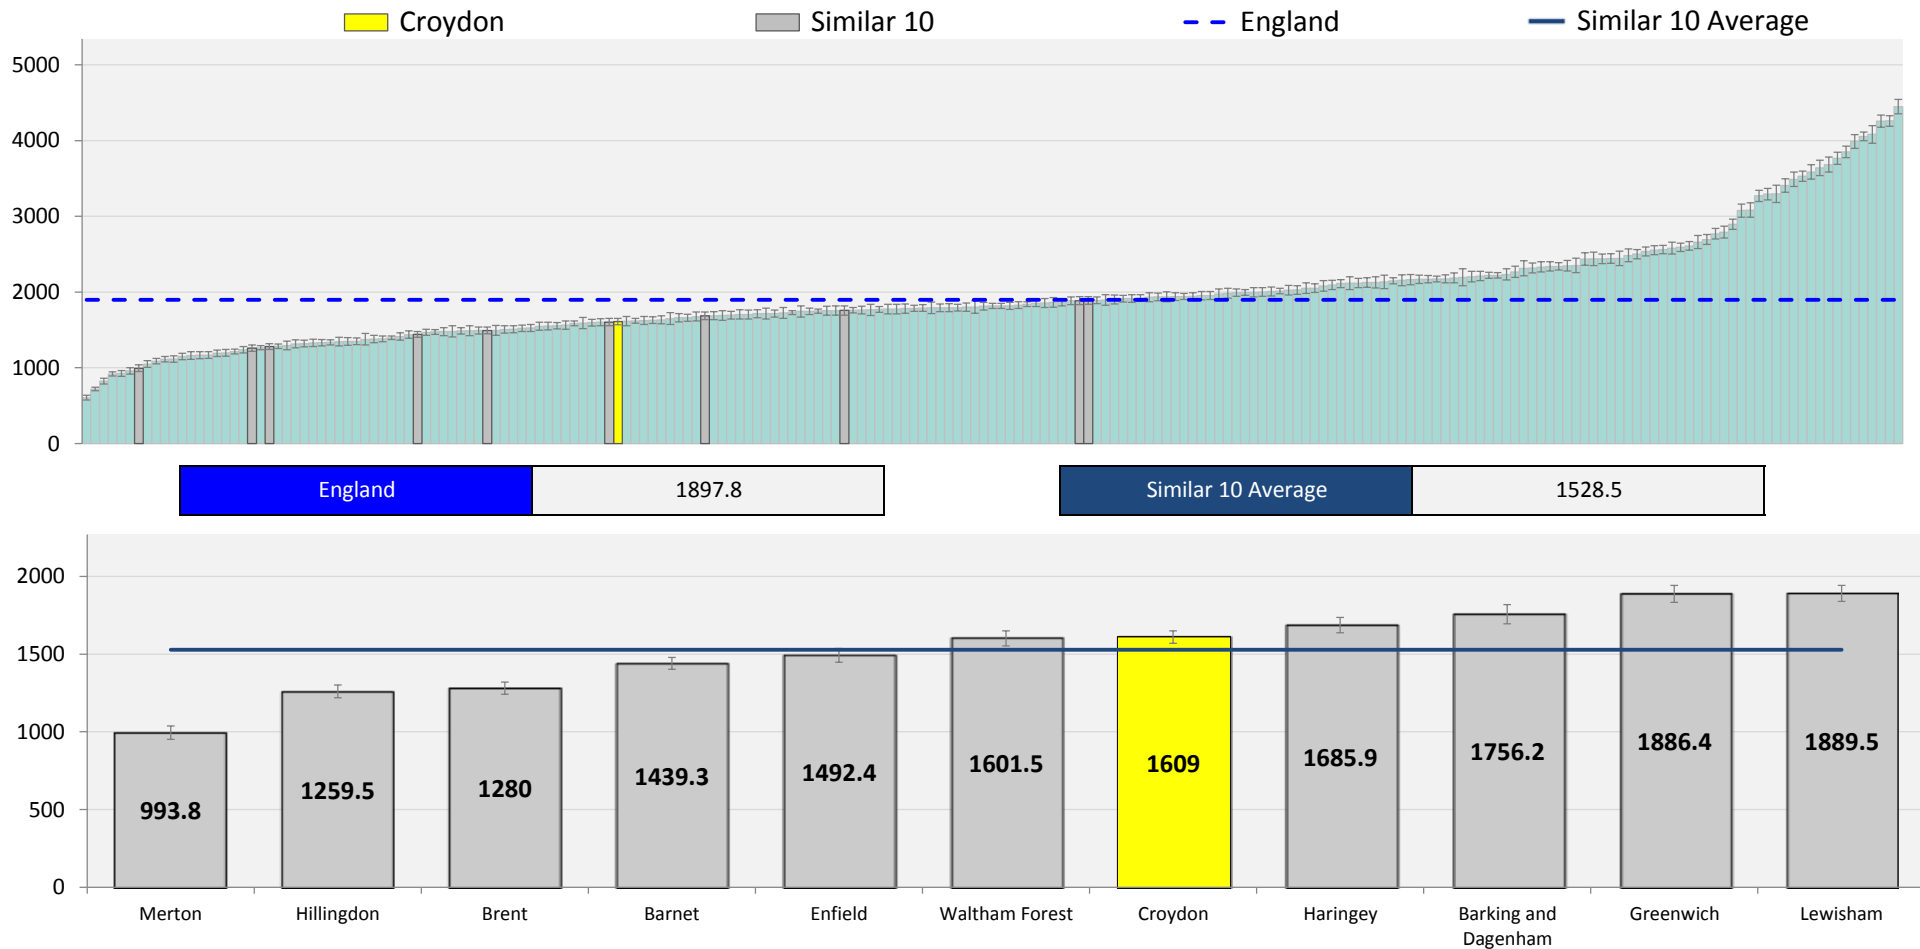 Croydon Similar 10 England Similar 10 Average
5000
4000
3000
2000
1000
0
England 1897.8 Similar 10 Average 1528.5
2000
1500
1000
500
0
993.8 1259.5 1280 1439.3 1492.4 1601.5 1609 1685.9 1756.2 1886.4 1889.5
Merton Hillingdon Brent Barnet Enfield Waltham Forest Croydon Haringey Barking and Greenwich Lewisham
Dagenham